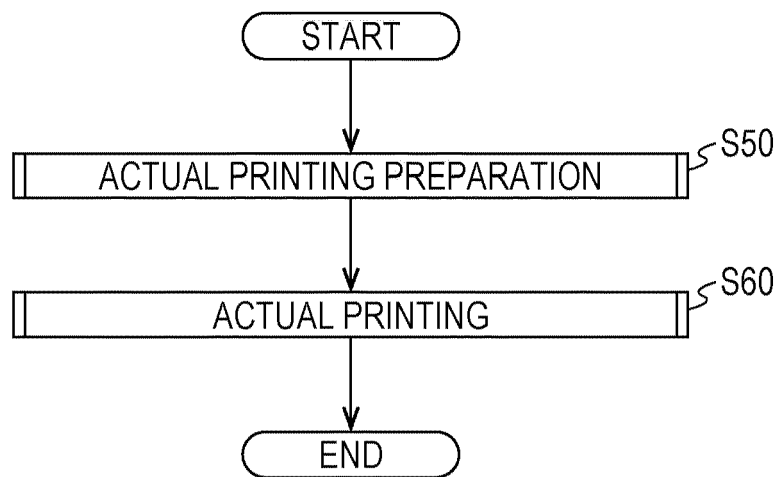 START
ACTUAL PRINTING PREPARATION
S50
ACTUAL PRINTING
S60
END